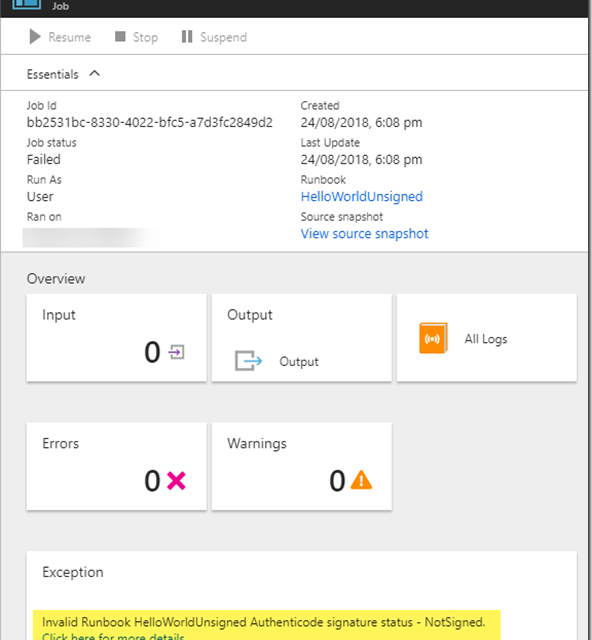 Job
Resume Stop Suspend
Essentials
Job Id
bb2531bc-8330-4022-bfc5-a7d3fc2849d2
Job status
Failed
Run As
User
Ran on
Created
24/08/2018, 6:08 pm
Last Update
24/08/2018, 6:08 pm
Runbook
HelloWorldUnsigned
Source snapshot
View source snapshot
Overview
Input
0
Output
Output
All Logs
Errors
0
Warnings
0
Exception
Invalid Runbook HelloWorldUnsigned Authenticode signature status - NotSigned.
Click here for more details